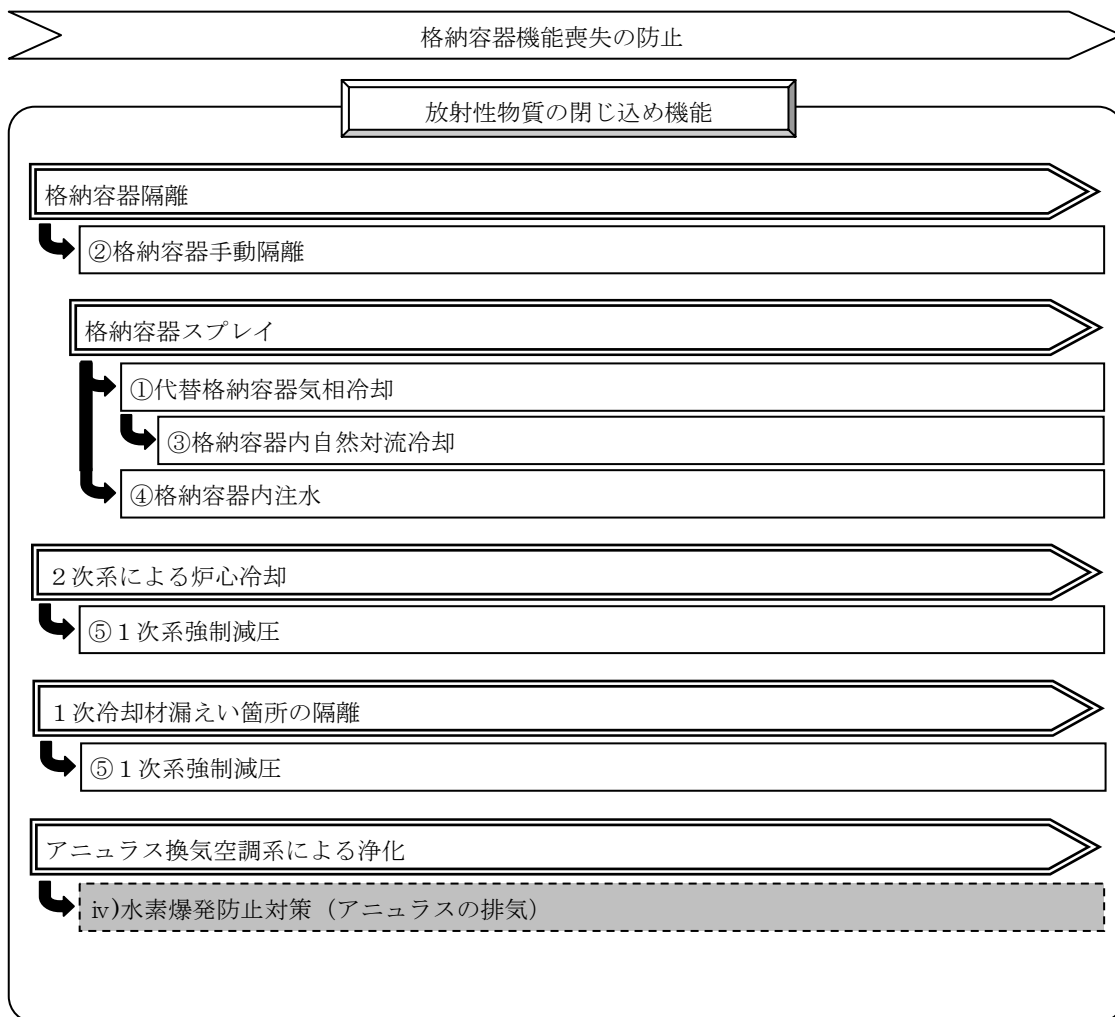 格納容器機能喪失の防止
放射性物質の閉じ込め機能
格納容器隔離
②格納容器手動隔離
格納容器スプレイ
①代替格納容器気相冷却
③格納容器内自然対流冷却
④格納容器内注水
２次系による炉心冷却
⑤１次系強制減圧
１次冷却材漏えい箇所の隔離
⑤１次系強制減圧
アニュラス換気空調系による浄化
ⅳ)水素爆発防止対策（アニュラスの排気）